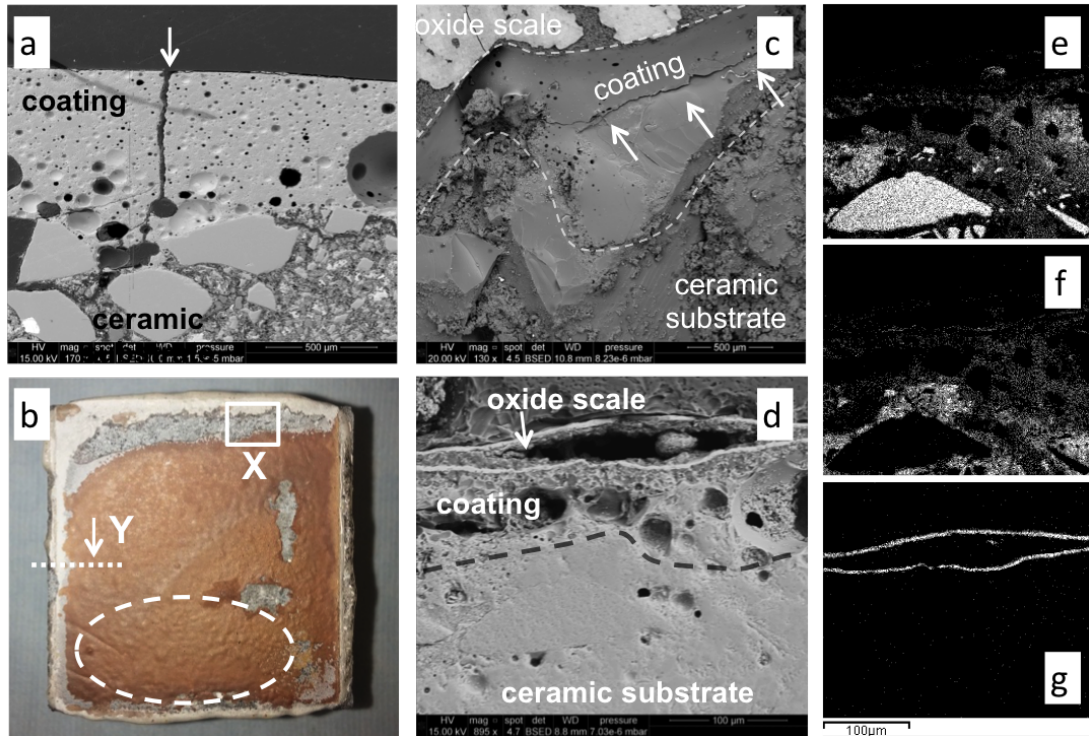 a
coating
ceramic
HV mag spot det WD pressure
15.00 kV 170 500 µm
b
X
Y
oxide scale
c
coating
ceramic
substrate
HV mag □ spot det WD pressure
20.00 kV 130 x 4.5 BSED 10.8 mm 8.23e-6 mbar
500 µm
oxide scale
d
coating
ceramic substrate
HV mag □ spot det WD pressure
15.00 kV 895 x 4.7 BSED 8.8 mm 7.03e-6 mbar
100 µm
e
f
g
100µm